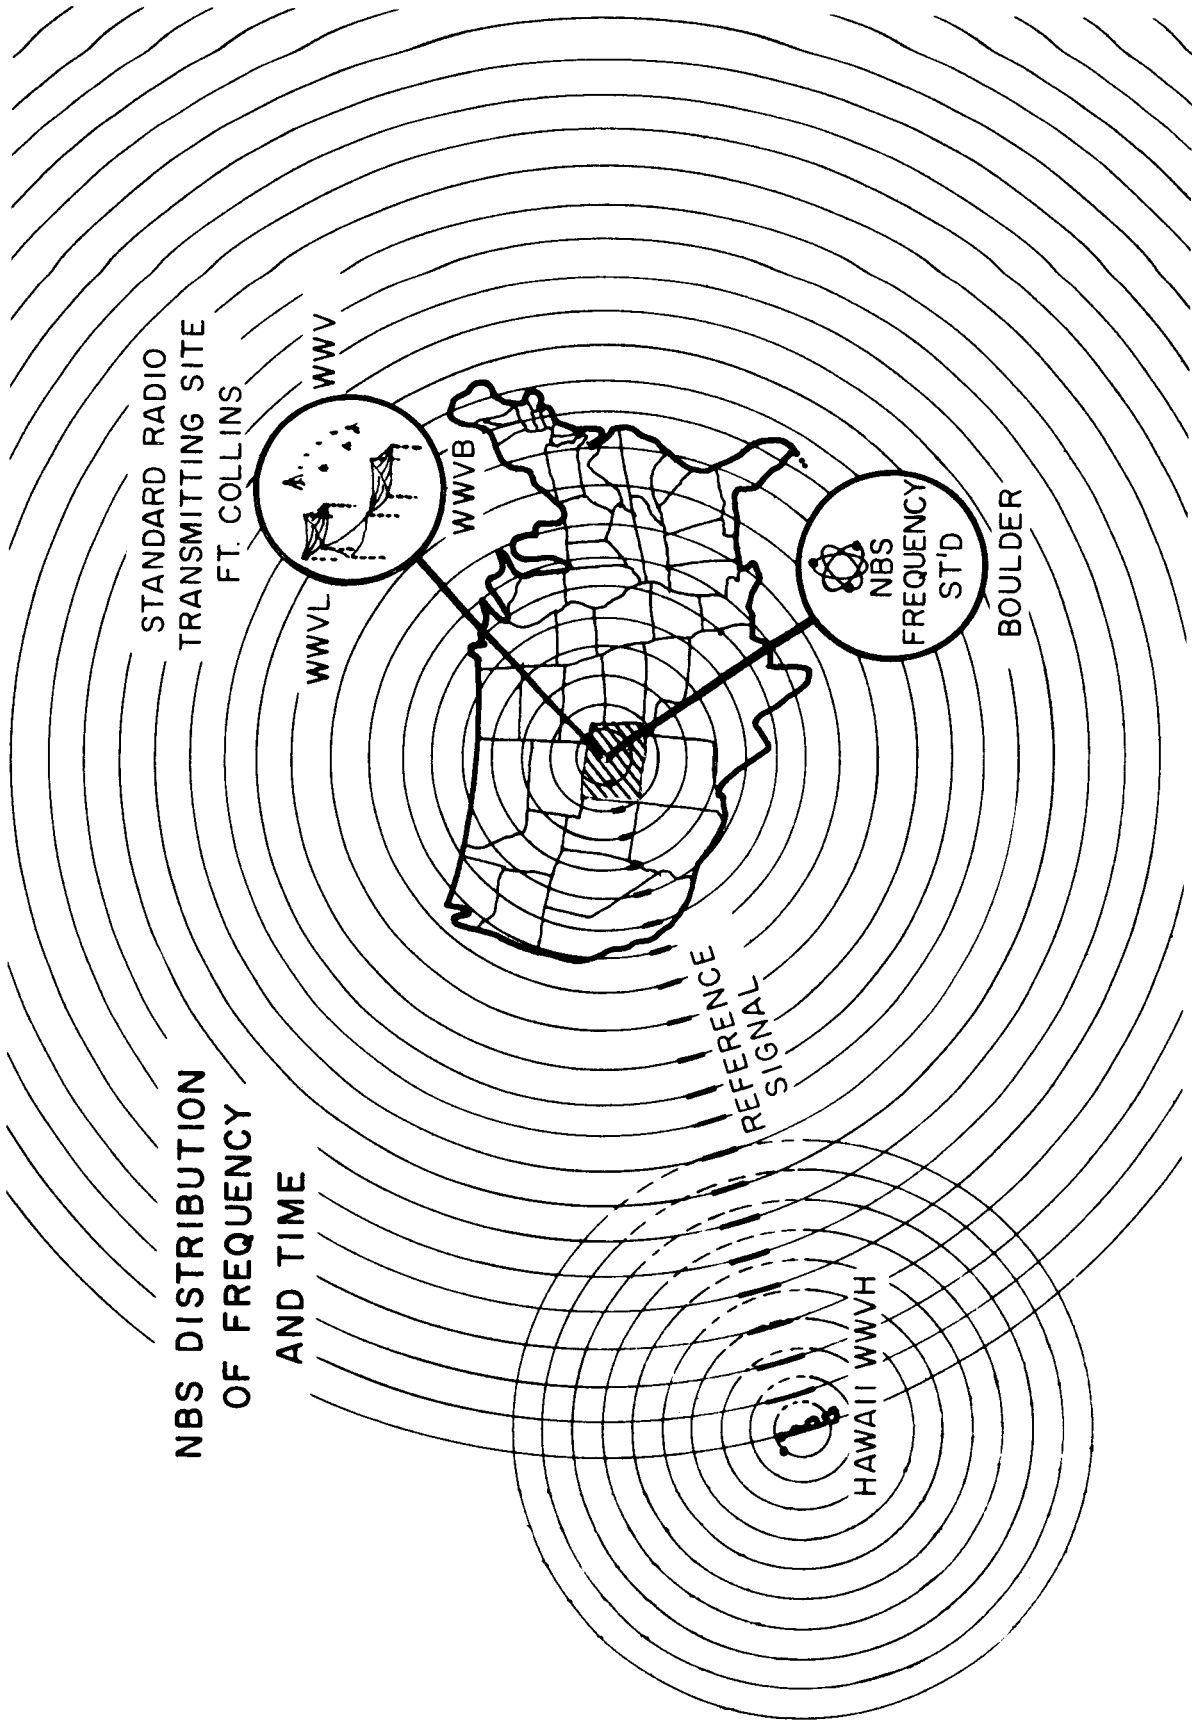 NBS DISTRIBUTION
OF FREQUENCY
AND TIME
STANDARD RADIO
TRANSMITTING SITE
FT. COLLINS
WWVL
WWV
WWVB
REFERENCE
SIGNAL
HAWAII WWVH
NBS
FREQUENCY
ST'D
BOULDER